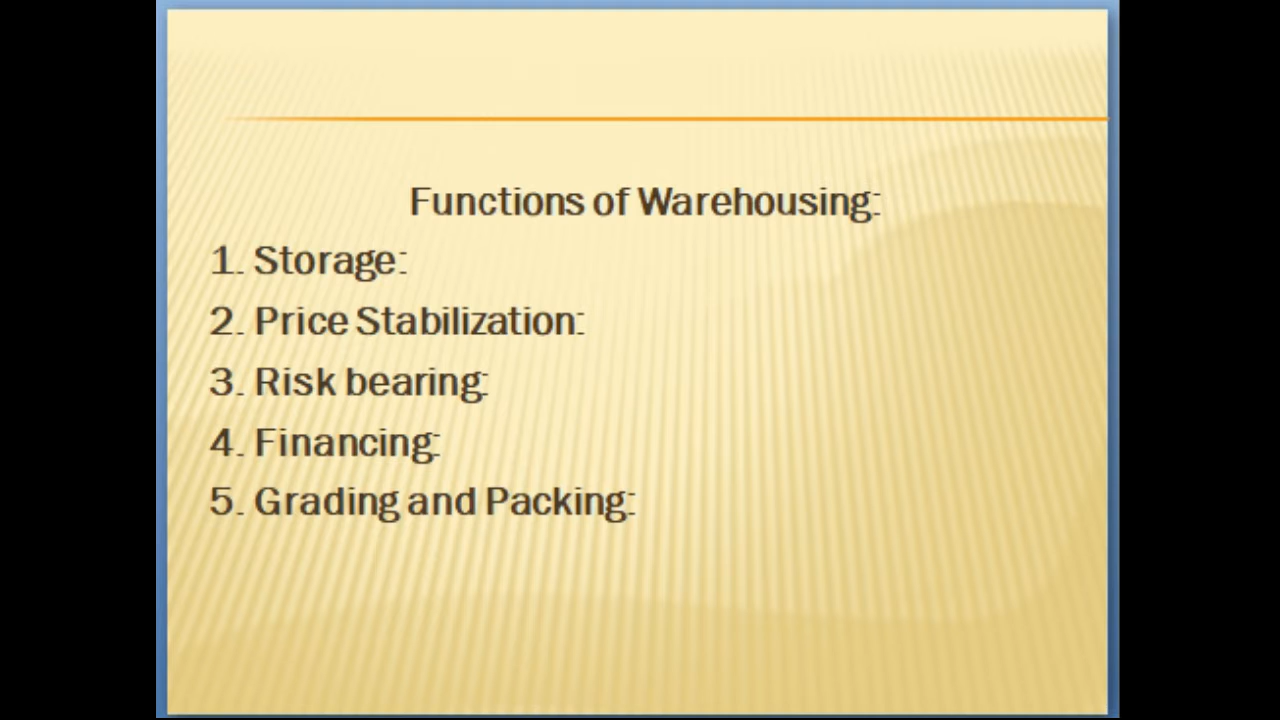 Functions of Warehousing:
1. Storage:
2. Price Stabilization:
3. Risk bearing:
4. Financing:
5. Grading and Packing: